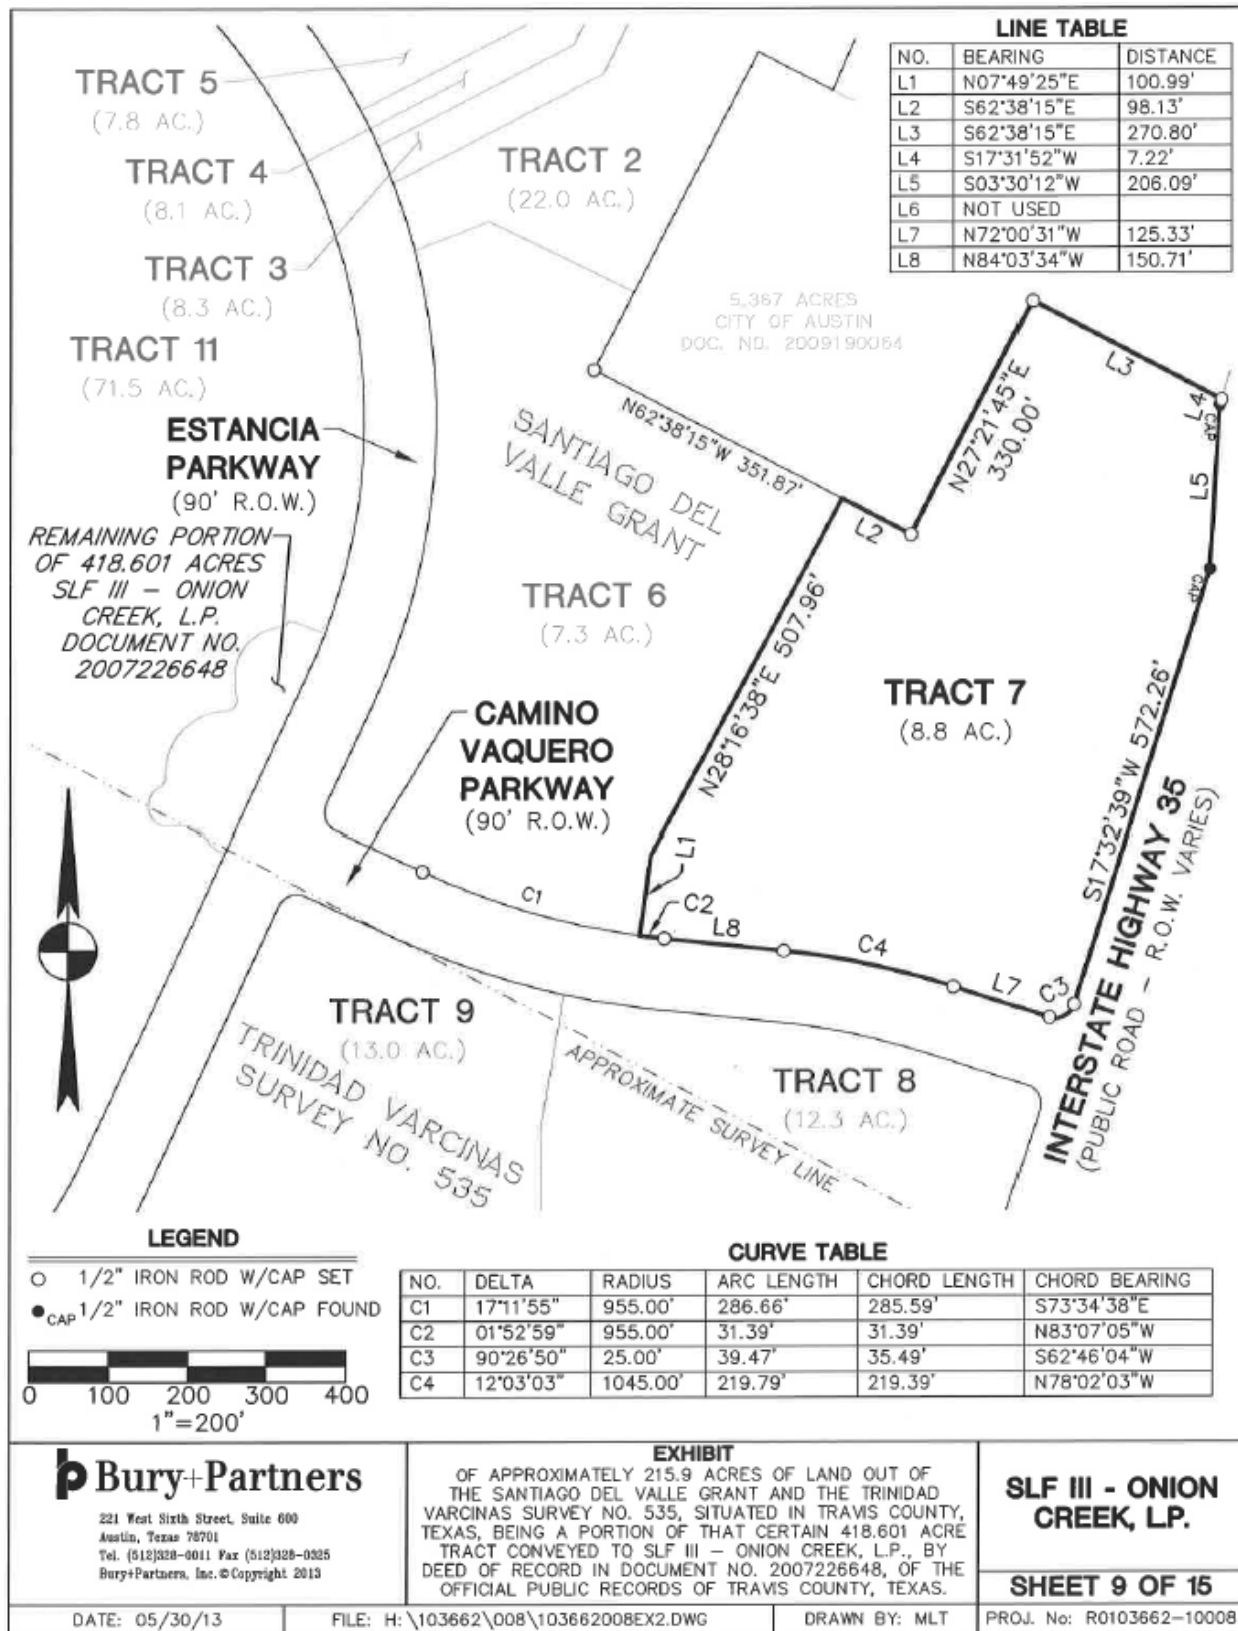 LINE TABLE
NO. BEARING DISTANCE
L1 N07°49'25"E 100.99'
L2 S62°38'15"E 98.13'
L3 S62°38'15"E 270.80'
L4 S17°31'52"W 7.22'
L5 S03°30'12"W 206.09'
L6 NOT USED
L7 N72°00'31"W 125.33'
L8 N84°03'34"W 150.71'
TRACT 5
(7.8 AC.)
TRACT 4
(8.1 AC.)
TRACT 3
(8.3 AC.)
TRACT 11
(71.5 AC.)
TRACT 2
(22.0 AC.)
5.367 ACRES
CITY OF AUSTIN
DOC. NO. 2009190064
ESTANCIA
PARKWAY
(90' R.O.W.)
REMAINING PORTION
OF 418.601 ACRES
SLF III – ONION
CREEK, L.P.
DOCUMENT NO.
2007226648
N62°38'15"W 351.87'
SANTIAGO DEL
VALLE GRANT
L2
N27°21'45"E
330.00'
L3
L4
CAP
L5
CAP
TRACT 6
(7.3 AC.)
N28°16'38"E 507.96'
TRACT 7
(8.8 AC.)
S17°32'39"W 572.26'
INTERSTATE HIGHWAY 35
(PUBLIC ROAD – R.O.W. VARIES)
CAMINO
VAQUERO
PARKWAY
(90' R.O.W.)
L1
C1
C2
L8
C4
L7
C3
TRACT 9
(13.0 AC.)
TRINIDAD VARCINAS
SURVEY NO. 535
APPROXIMATE SURVEY LINE
TRACT 8
(12.3 AC.)
LEGEND
1/2" IRON ROD W/CAP SET
CAP 1/2" IRON ROD W/CAP FOUND
0 100 200 300 400
1"=200'
CURVE TABLE
NO. DELTA RADIUS ARC LENGTH CHORD LENGTH CHORD BEARING
C1 17°11'55" 955.00' 286.66' 285.59' S73°34'38"E
C2 01°52'59" 955.00' 31.39' 31.39' N83°07'05"W
C3 90°26'50" 25.00' 39.47' 35.49' S62°46'04"W
C4 12°03'03" 1045.00' 219.79' 219.39' N78°02'03"W
Bury+Partners
221 West Sixth Street, Suite 600
Austin, Texas 78701
Tel. (512)328-0011 Fax (512)328-0325
Bury+Partners, Inc. © Copyright 2013
EXHIBIT
OF APPROXIMATELY 215.9 ACRES OF LAND OUT OF
THE SANTIAGO DEL VALLE GRANT AND THE TRINIDAD
VARCINAS SURVEY NO. 535, SITUATED IN TRAVIS COUNTY,
TEXAS, BEING A PORTION OF THAT CERTAIN 418.601 ACRE
TRACT CONVEYED TO SLF III – ONION CREEK, L.P., BY
DEED OF RECORD IN DOCUMENT NO. 2007226648, OF THE
OFFICIAL PUBLIC RECORDS OF TRAVIS COUNTY, TEXAS.
SLF III - ONION
CREEK, L.P.
SHEET 9 OF 15
DATE: 05/30/13
FILE: H:\103662\008\103662008EX2.DWG
DRAWN BY: MLT
PROJ. No: R0103662-10008